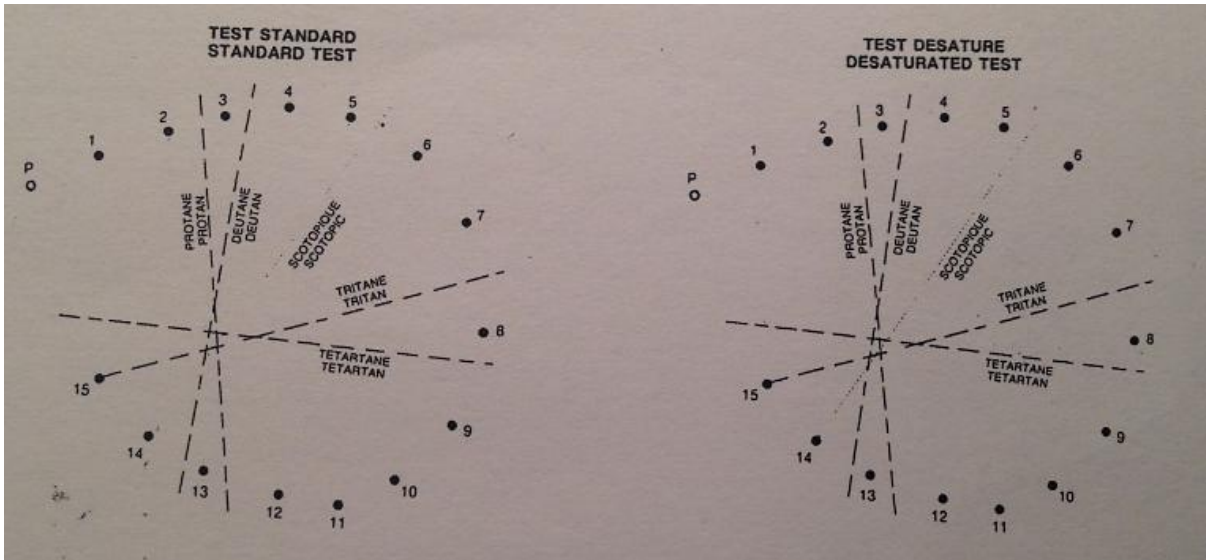 TEST STANDARD
STANDARD TEST
4
3
5
2
1
6
P
7
PROTANE
PROTAN
DEUTANE
DEUTAN
SCOTOPIQUE
SCOTOPIC
TRITANE
TRITAN
8
TETARTANE
TETARTAN
15
9
14
13
10
12
11
TEST DESATURE
DESATURATED TEST
4
3
5
2
1
6
P
7
PROTANE
PROTAN
DEUTANE
DEUTAN
SCOTOPIQUE
SCOTOPIC
TRITANE
TRITAN
8
TETARTANE
TETARTAN
15
9
14
13
10
12
11